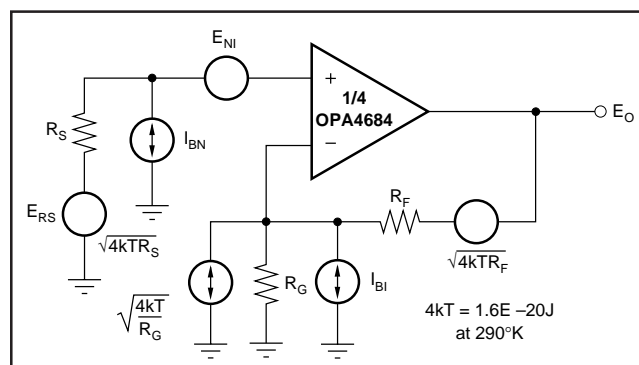 E_NI
+
1/4
OPA4684
−
E_O
R_S
I_BN
E_RS
√4kTR_S
R_F
√4kTR_F
√4kT/R_G
R_G
I_BI
4kT = 1.6E –20J
at 290°K